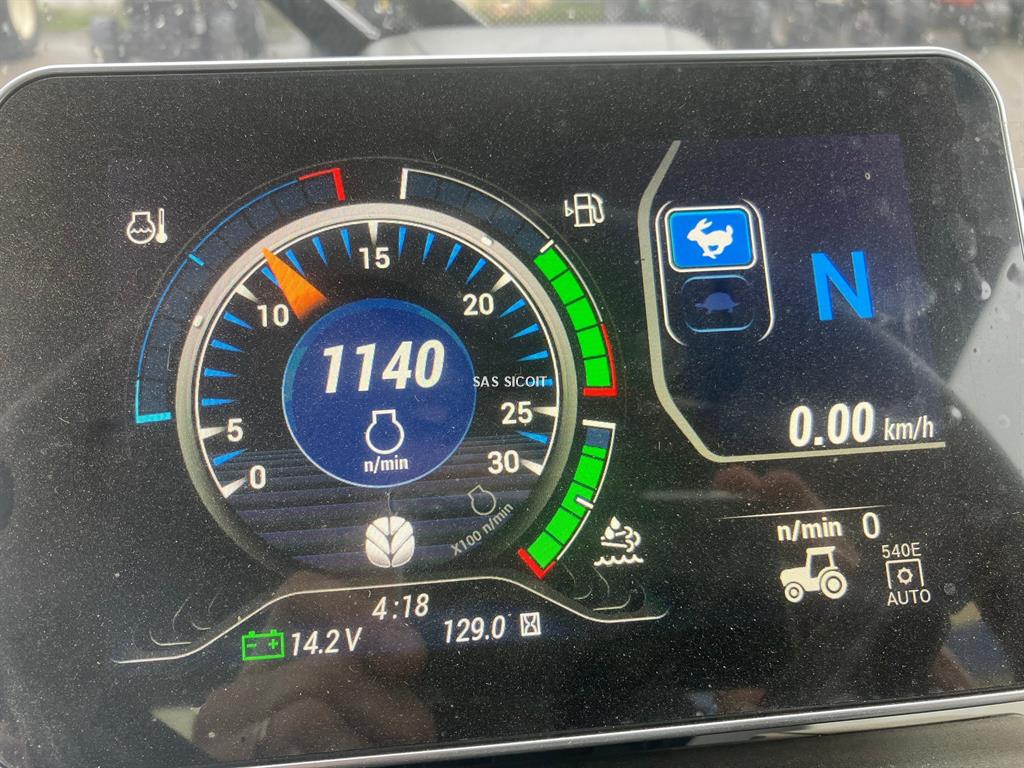 15
10
20
1140
SAS SICOIT
5
25
n/min
0
30
X100 n/min
4:18
14.2 V
129.0
N
0.00 km/h
n/min 0
540E
AUTO